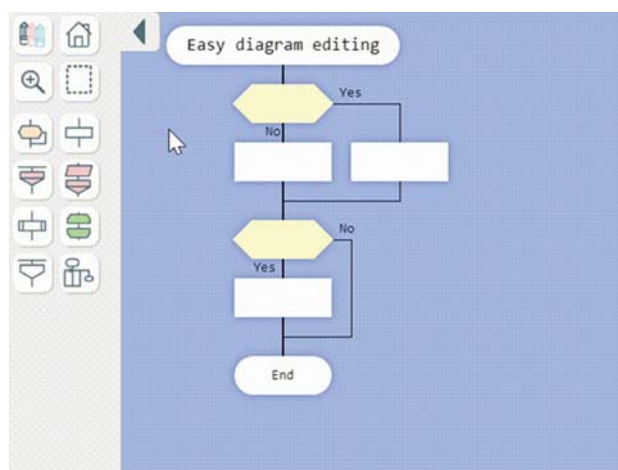 Easy diagram editing
Yes
No
No
Yes
End